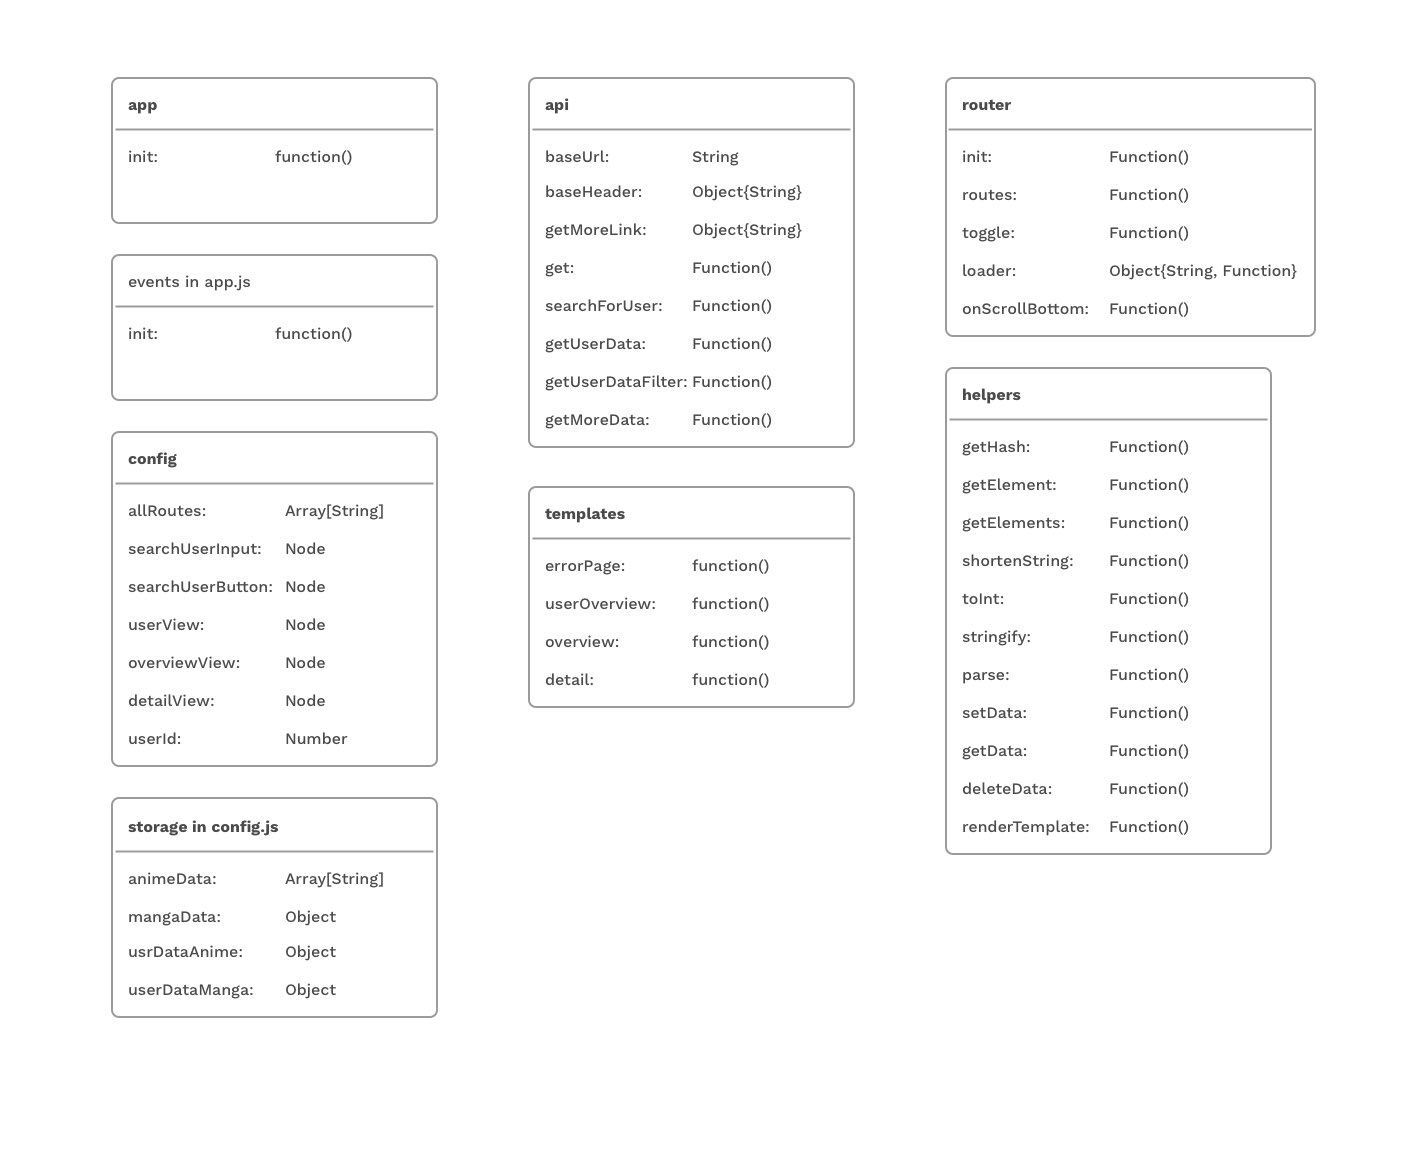 app
init: function()
events in app.js
init: function()
config
allRoutes: Array[String]
searchUserInput: Node
searchUserButton: Node
userView: Node
overviewView: Node
detailView: Node
userId: Number
storage in config.js
animeData: Array[String]
mangaData: Object
usrDataAnime: Object
userDataManga: Object
api
baseUrl: String
baseHeader: Object{String}
getMoreLink: Object{String}
get: Function()
searchForUser: Function()
getUserData: Function()
getUserDataFilter: Function()
getMoreData: Function()
templates
errorPage: function()
userOverview: function()
overview: function()
detail: function()
router
init: Function()
routes: Function()
toggle: Function()
loader: Object{String, Function}
onScrollBottom: Function()
helpers
getHash: Function()
getElement: Function()
getElements: Function()
shortenString: Function()
toInt: Function()
stringify: Function()
parse: Function()
setData: Function()
getData: Function()
deleteData: Function()
renderTemplate: Function()